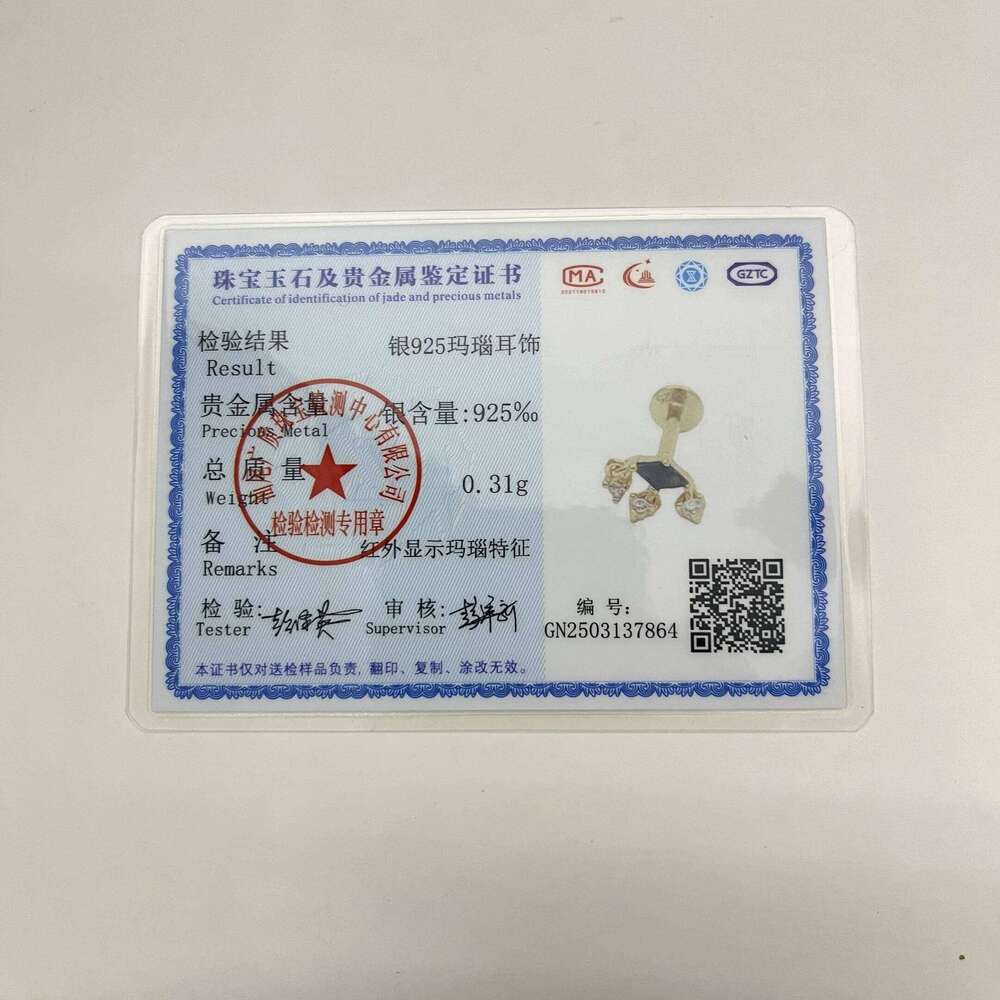 珠宝玉石及贵金属鉴定证书
Certificate of identification of jade and precious metals
MA
GZTC
检验结果
Result
银925玛瑙耳饰
贵金属含量
Precious Metal
银含量:925‰
总 质 量
Weight
0.31g
备 注
Remarks
红外显示玛瑙特征
检验检测专用章
检 验:
Tester
审 核:
Supervisor
编 号:
GN2503137864
本证书仅对送检样品负责, 翻印、复制、涂改无效。